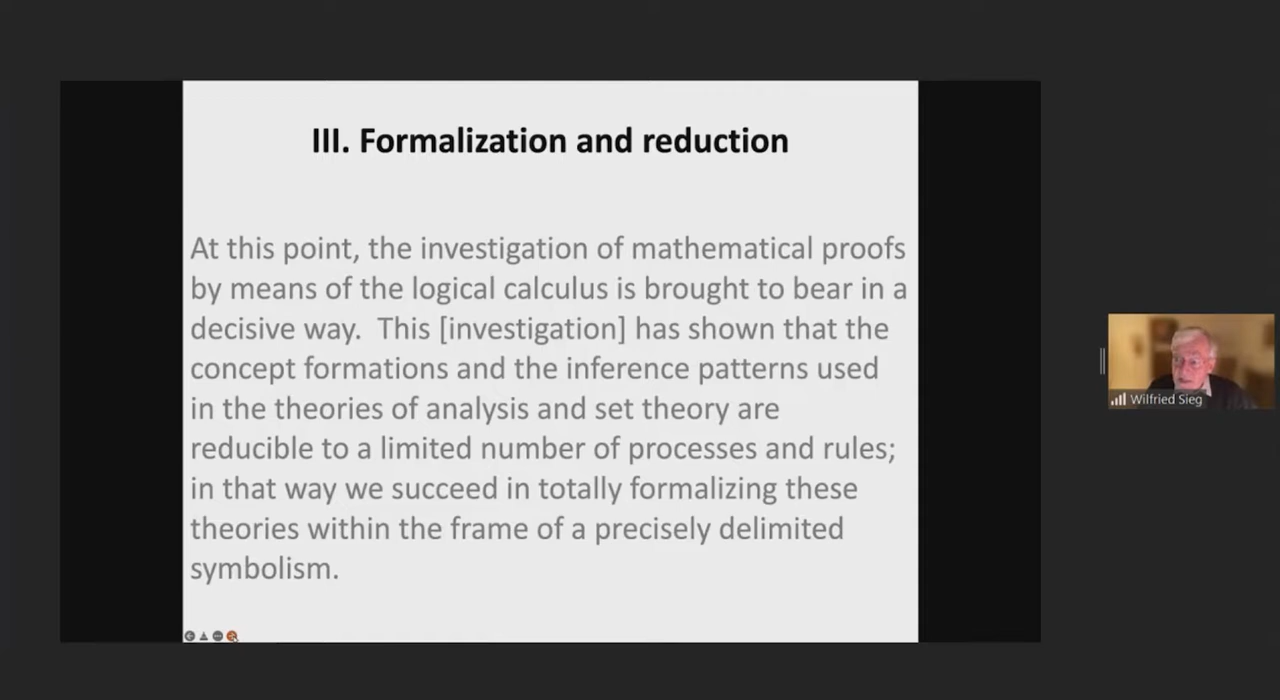 III. Formalization and reduction
At this point, the investigation of mathematical proofs
by means of the logical calculus is brought to bear in a
decisive way.  This [investigation] has shown that the
concept formations and the inference patterns used
in the theories of analysis and set theory are
reducible to a limited number of processes and rules;
in that way we succeed in totally formalizing these
theories within the frame of a precisely delimited
symbolism.
Wilfried Sieg